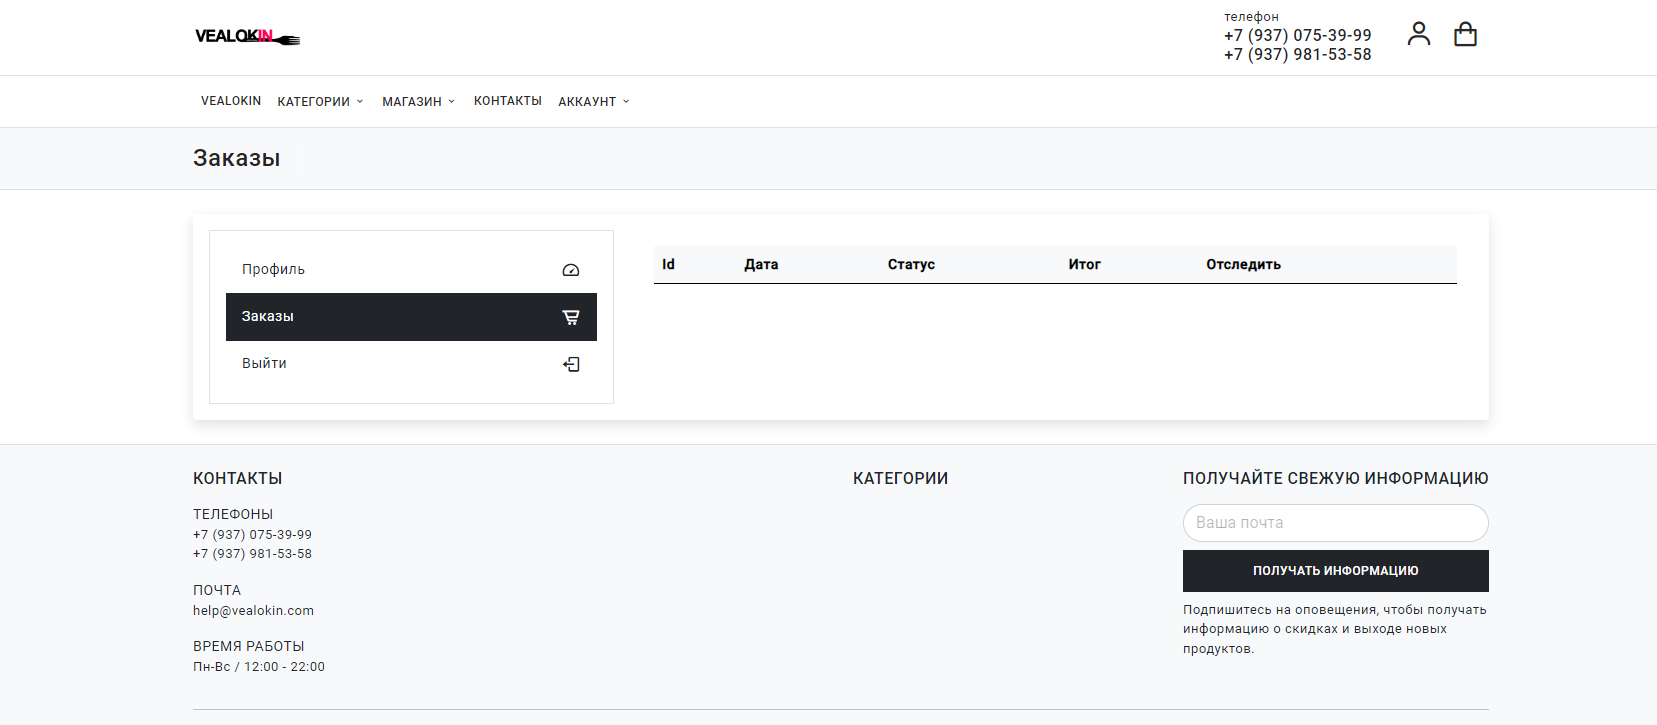 VEALOKIN
телефон
+7 (937) 075-39-99
+7 (937) 981-53-58
VEALOKIN КАТЕГОРИИ МАГАЗИН КОНТАКТЫ АККАУНТ
Заказы
Профиль
Заказы
Выйти
Id Дата Статус Итог Отследить
КОНТАКТЫ
ТЕЛЕФОНЫ
+7 (937) 075-39-99
+7 (937) 981-53-58
ПОЧТА
help@vealokin.com
ВРЕМЯ РАБОТЫ
Пн-Вс / 12:00 - 22:00
КАТЕГОРИИ
ПОЛУЧАЙТЕ СВЕЖУЮ ИНФОРМАЦИЮ
Ваша почта
ПОЛУЧАТЬ ИНФОРМАЦИЮ
Подпишитесь на оповещения, чтобы получать
информацию о скидках и выходе новых
продуктов.